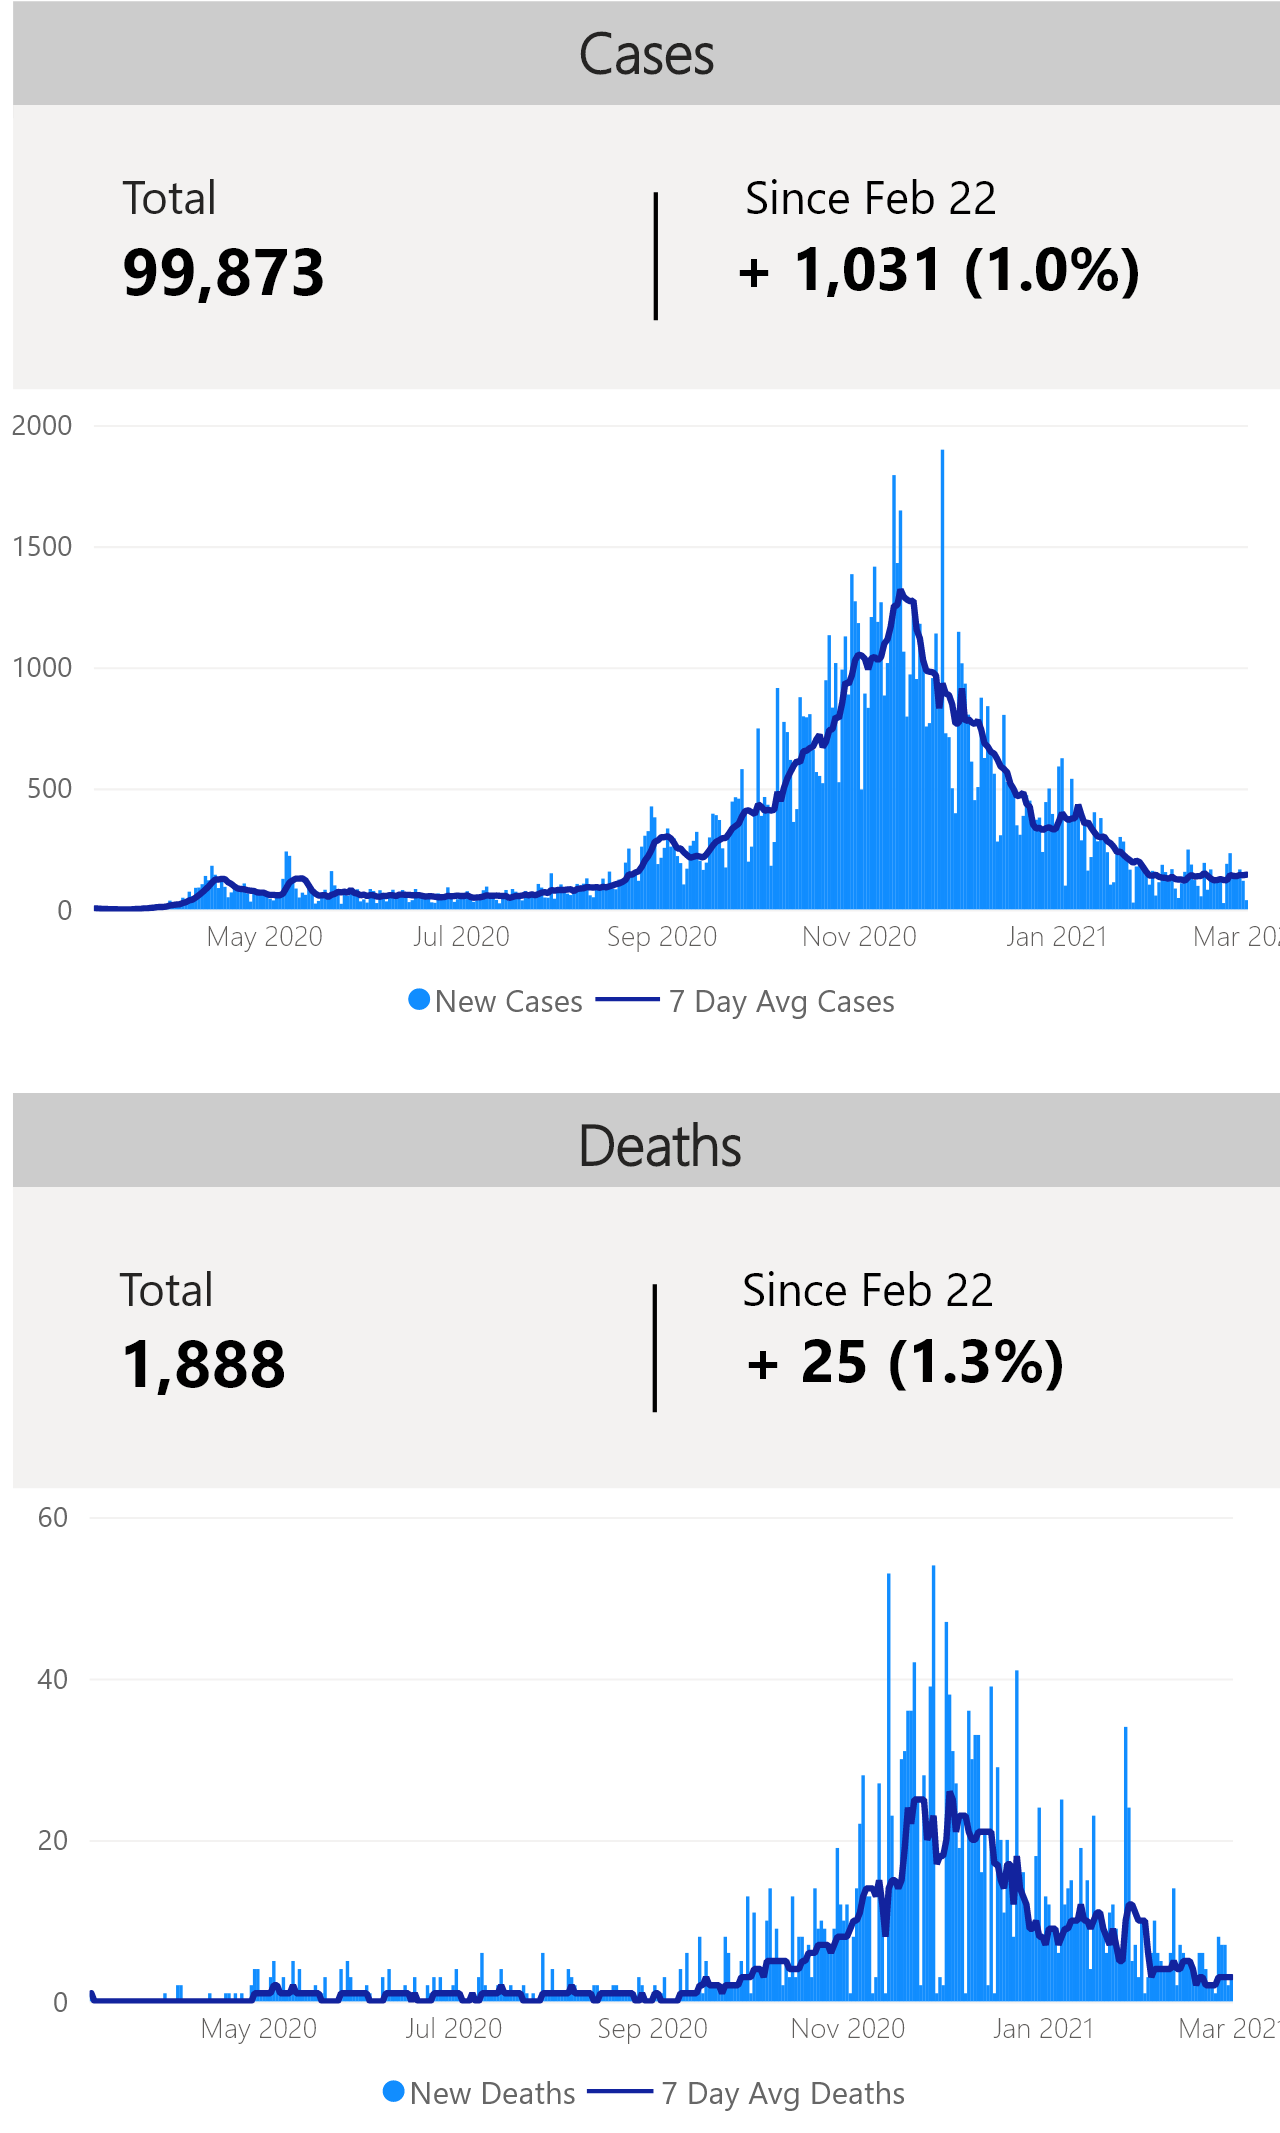 Cases
Total
Since Feb 22
99,873
+ 1,031 (1.0%)
2000
1500
1000
500
0
May 2020
Jul 2020
Sep 2020
Nov 2020
Jan 2021
Mar 202
New Cases
7 Day Avg Cases
Deaths
Total
Since Feb 22
1,888
+ 25 (1.3%)
60
40
20
0
May 2020
Jul 2020
Sep 2020
Nov 2020
Jan 2021
Mar 2021
New Deaths
7 Day Avg Deaths